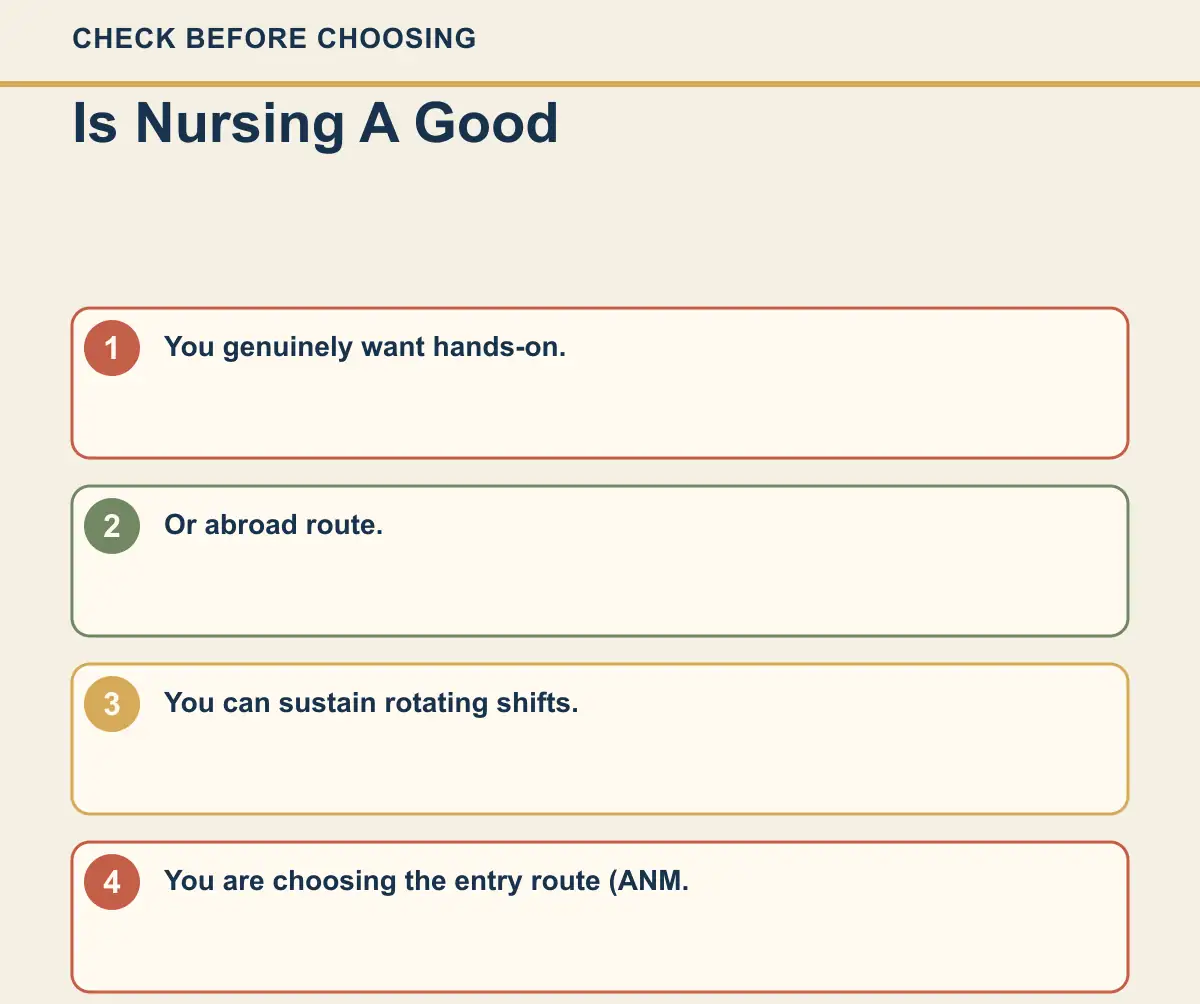 CHECK BEFORE CHOOSING
Is Nursing A Good
1 You genuinely want hands-on.
2 Or abroad route.
3 You can sustain rotating shifts.
4 You are choosing the entry route (ANM.